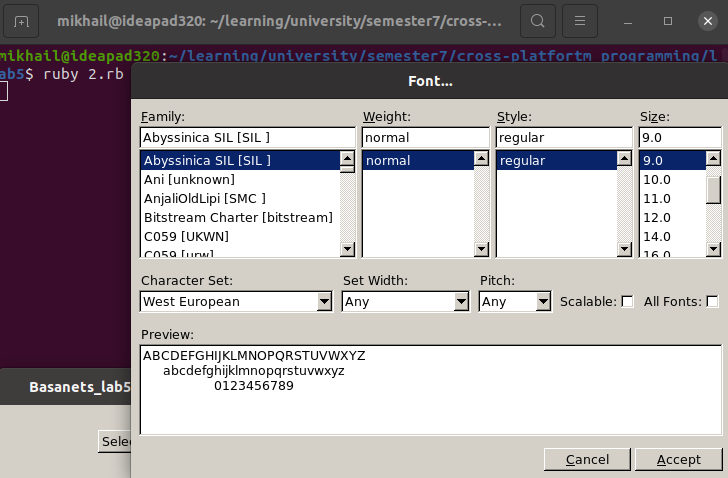 mikhail@ideapad320: ~/learning/university/semester7/cross-...
mikhail@ideapad320:~/learning/university/semester7/cross-platfortm programming/l
ab5$ ruby 2.rb
Font...
Family: Weight: Style: Size:
Abyssinica SIL [SIL ] normal regular 9.0
Abyssinica SIL [SIL ] normal regular 9.0
Ani [unknown] 10.0
AnjaliOldLipi [SMC ] 11.0
Bitstream Charter [bitstream] 12.0
C059 [UKWN] 14.0
C059 [urw] 16.0
Character Set: Set Width: Pitch:
West European Any Any Scalable: All Fonts:
Preview:
ABCDEFGHIJKLMNOPQRSTUVWXYZ
abcdefghijklmnopqrstuvwxyz
0123456789
Basanets_lab5
Selec
Cancel Accept